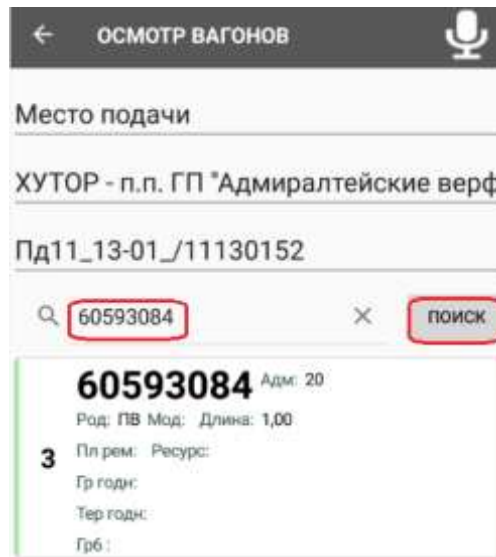 ОСМОТР ВАГОНОВ
Место подачи
ХУТОР - п.п. ГП "Адмиралтейские верф
Пд11_13-01_/11130152
60593084 ПОИСК
60593084 Адм: 20
Род: ПВ Мод: Длина: 1,00
3 Пл рем: Ресурс:
Гр годн:
Тер годн:
Грб :